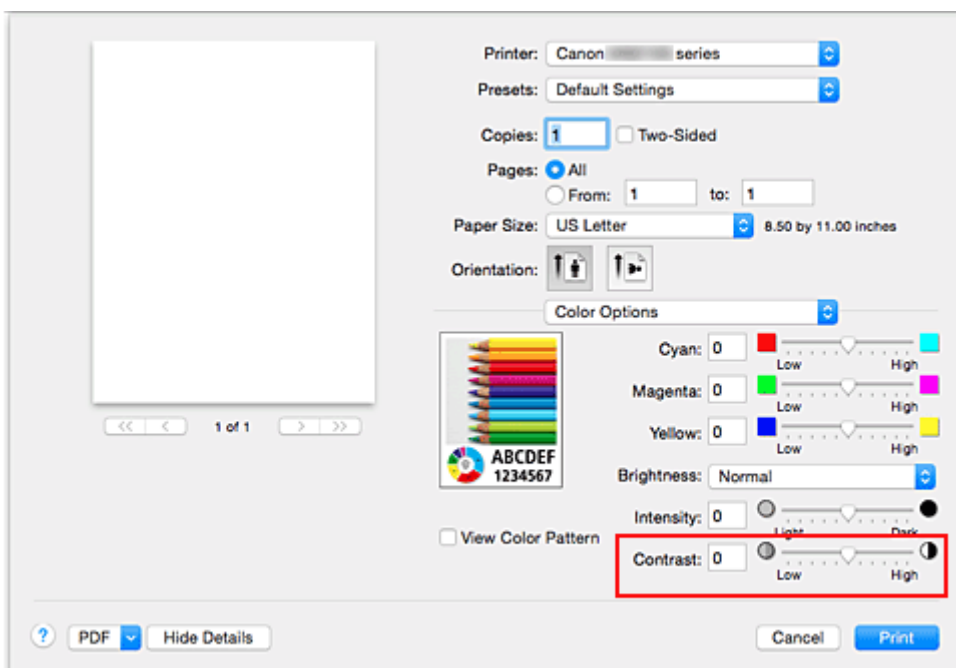 Printer: Canon series
Presets: Default Settings
Copies: 1 Two-Sided
Pages: All
From: 1 to: 1
Paper Size: US Letter 8.50 by 11.00 inches
Orientation:
Color Options
Cyan: 0
Low High
Magenta: 0
Low High
Yellow: 0
Low High
ABCDEF
1234567
Brightness: Normal
Intensity: 0
Light Dark
View Color Pattern
Contrast: 0
Low High
1 of 1
? PDF Hide Details Cancel Print